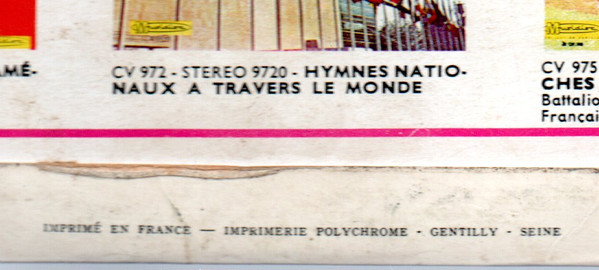 AMÉ-
CV 972 - STEREO 9720 - HYMNES NATIO-
NAUX A TRAVERS LE MONDE
CV 975
CHES
Battalio
Françai
IMPRIMÉ EN FRANCE — IMPRIMERIE POLYCHROME - GENTILLY - SEINE